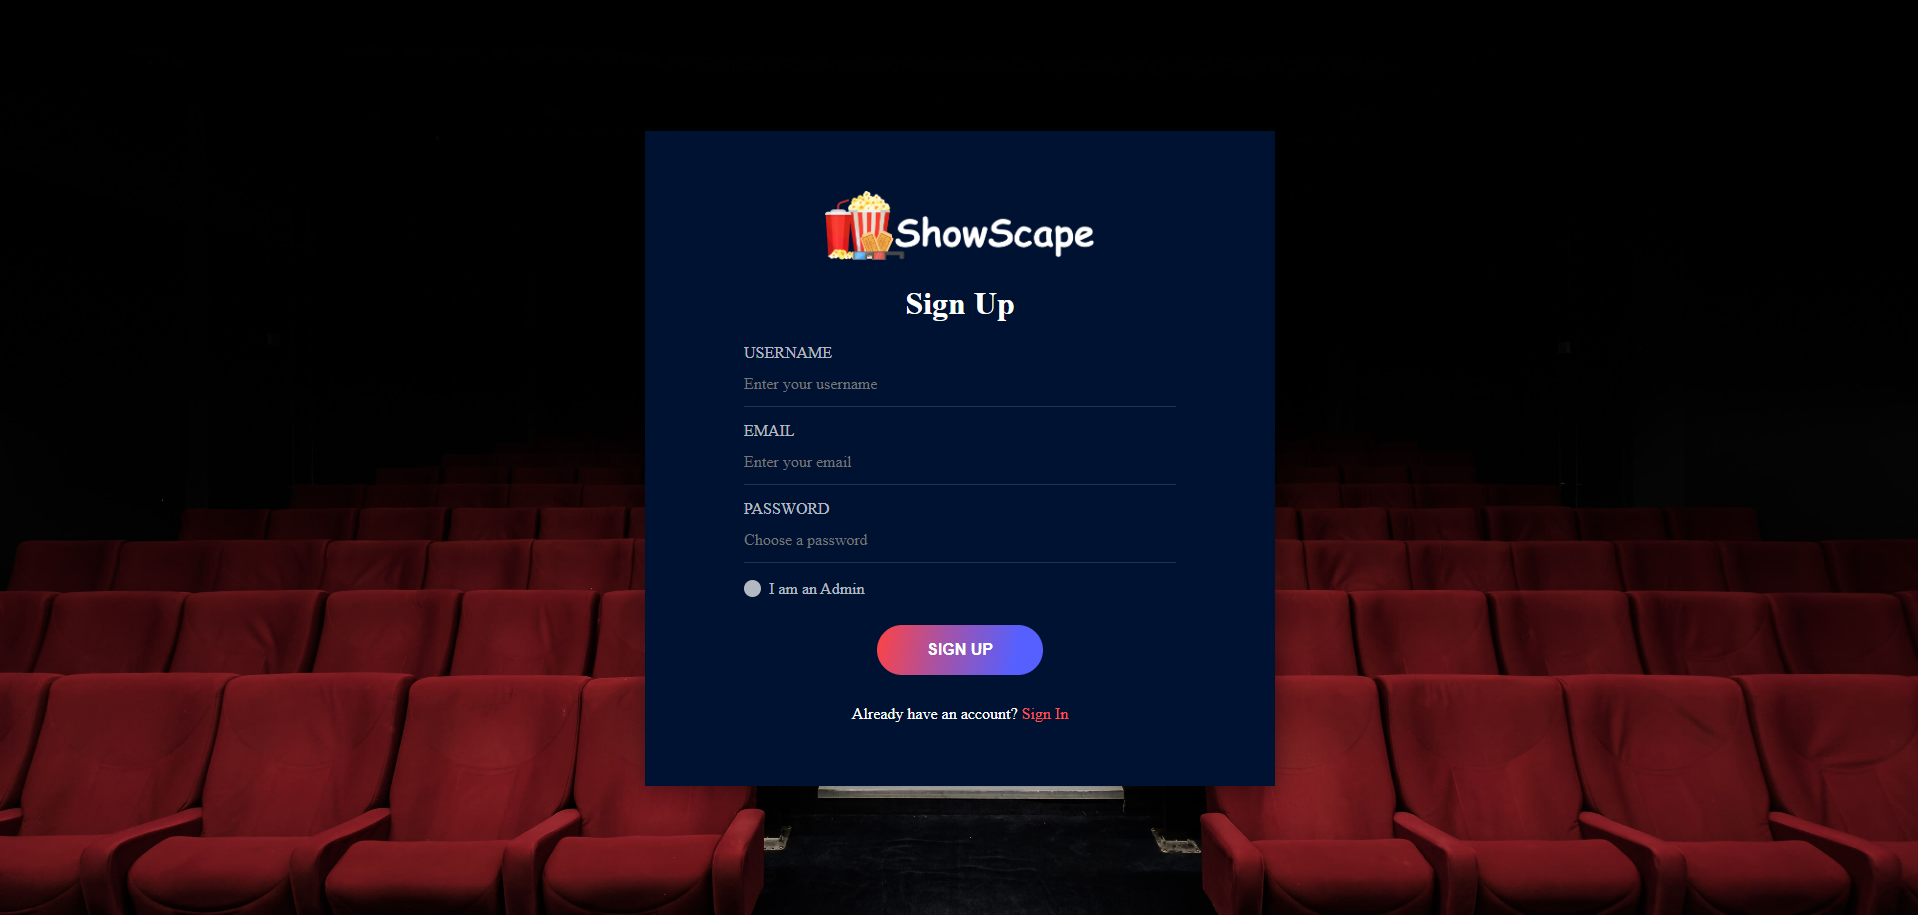 ShowScape
Sign Up
USERNAME
Enter your username
EMAIL
Enter your email
PASSWORD
Choose a password
I am an Admin
SIGN UP
Already have an account? Sign In